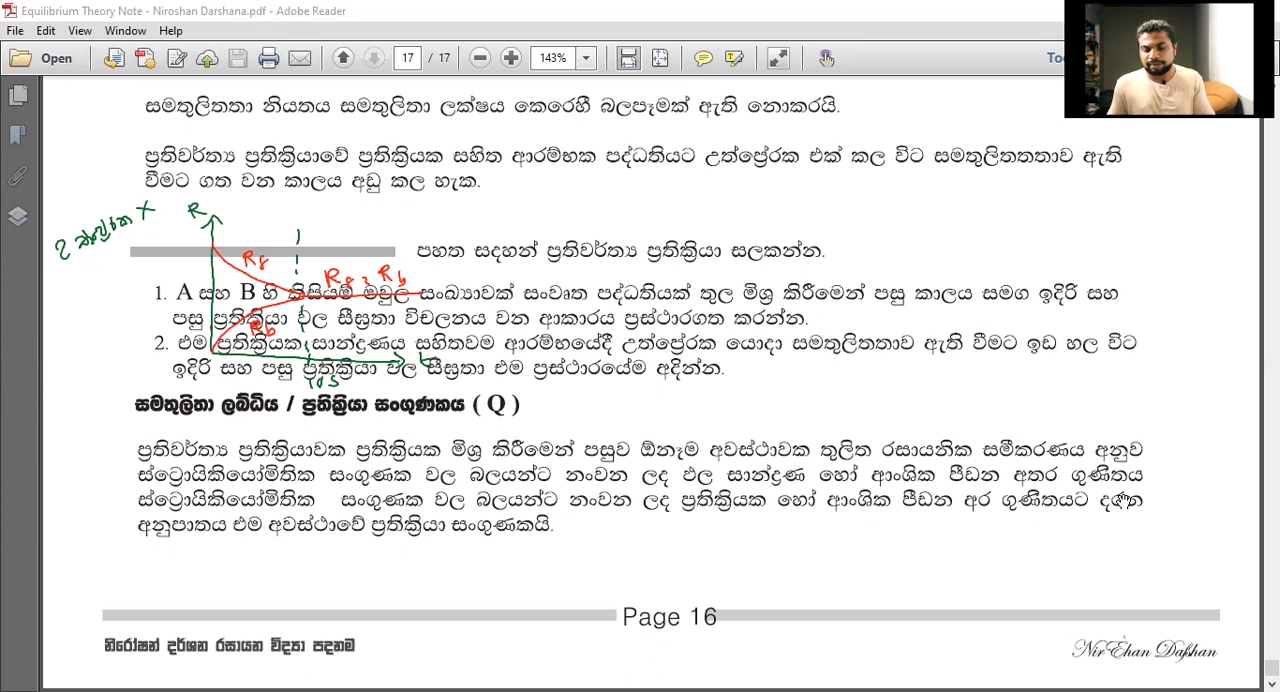 Equilibrium Theory Note - Niroshan Darshana.pdf - Adobe Reader
File Edit View Window Help
Open 17 / 17 143%
සමතුලිතතා නියතය සමතුලිතා ලක්ෂය කෙරෙහී බලපෑමක් ඇති නොකරයි.
ප්‍රතිවර්ත්‍ය ප්‍රතික්‍රියාවේ ප්‍රතික්‍රියක සහිත ආරම්භක පද්ධතියට උත්ප්‍රේරක එක් කල විට සමතුලිතතතාව ඇති
වීමට ගත වන කාලය අඩු කල හැක.
R
පහත සදහන් ප්‍රතිවර්ත්‍ය ප්‍රතික්‍රියා සලකන්න.
Rf
Rf = Rb
1. A සහ B හි කිසියම් මවුල සංඛ්‍යාවක් සංවෘත පද්ධතියක් තුල මිශ්‍ර කිරීමෙන් පසු කාලය සමග ඉදිරි සහ
පසු ප්‍රතික්‍රියා වල සීඝ්‍රතා විචලනය වන ආකාරය ප්‍රස්ථාරගත කරන්න.
Rb
2. එම ප්‍රතික්‍රියක සාන්ද්‍රණය සහිතවම ආරම්භයේදී උත්ප්‍රේරක යොදා සමතුලිතතාව ඇති වීමට ඉඩ හල විට
ඉදිරි සහ පසු ප්‍රතික්‍රියා වල සීඝ්‍රතා එම ප්‍රස්ථාරයේම අදින්න.
t
10s
සමතුලිතා ලබ්ධිය / ප්‍රතික්‍රියා සංගුණකය ( Q )
ප්‍රතිවර්ත්‍ය ප්‍රතික්‍රියාවක ප්‍රතික්‍රියක මිශ්‍ර කිරීමෙන් පසුව ඕනෑම අවස්ථාවක තුලිත රසායනික සමීකරණය අනුව
ස්ට්‍රොයිකියෝමිතික සංගුණක වල බලයන්ට නංවන ලද ඵල සාන්ද්‍රණ හෝ ආංශික පීඩන අතර ගුණිතය
ස්ට්‍රොයිකියෝමිතික සංගුණක වල බලයන්ට නංවන ලද ප්‍රතික්‍රියක හෝ ආංශික පීඩන අර ගුණිතයට දරන
අනුපාතය එම අවස්ථාවේ ප්‍රතික්‍රියා සංගුණකයි.
Page 16
නිරෝෂන් දර්ශන රසායන විද්‍යා පදනම